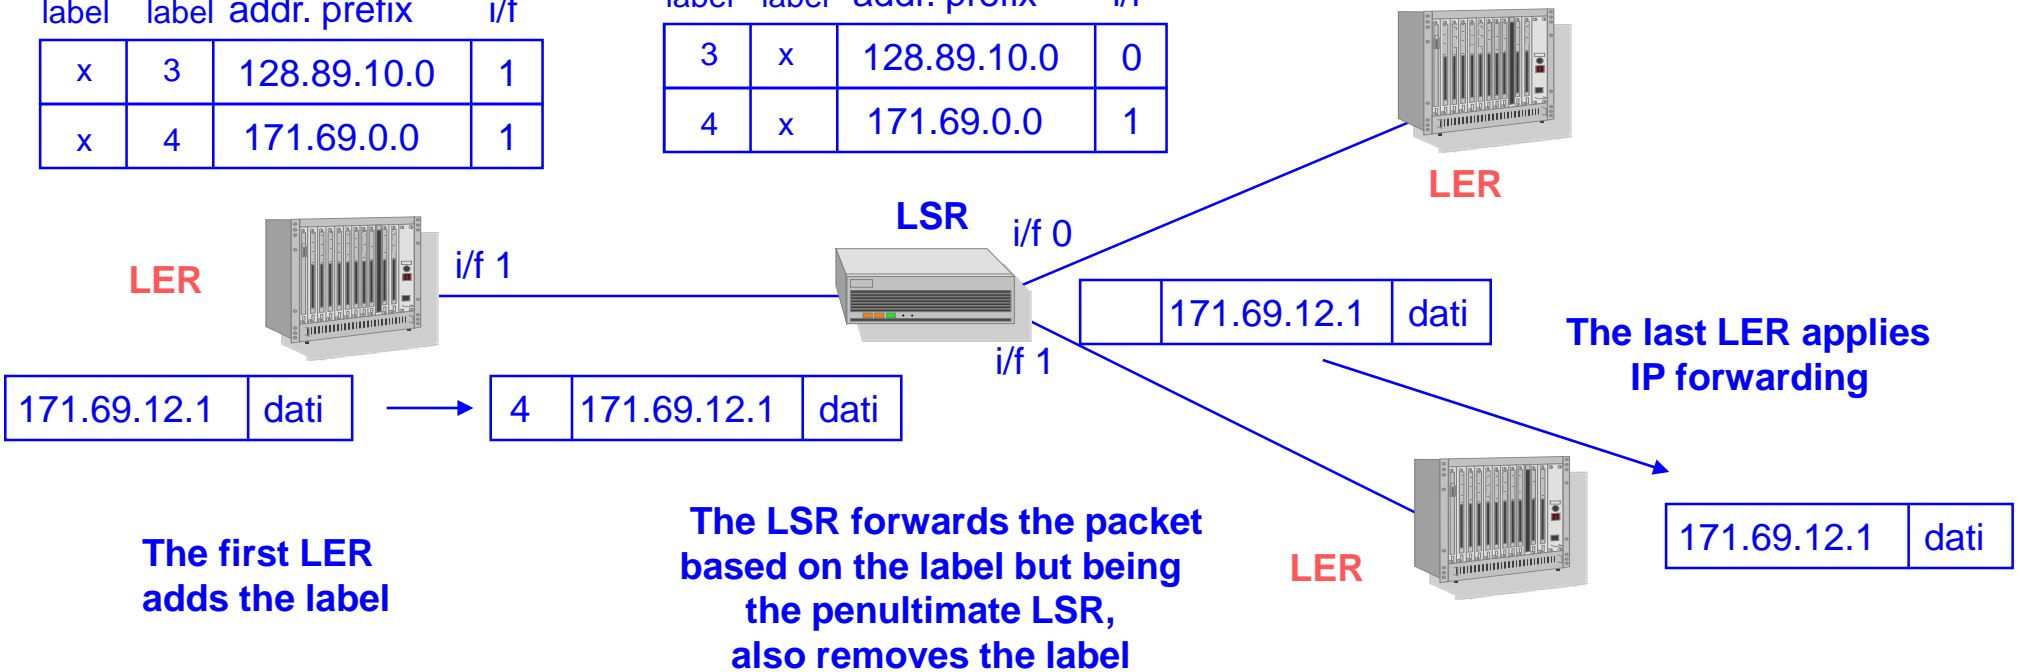 label label addr. prefix i/f
x 3 128.89.10.0 1
x 4 171.69.0.0 1
label label addr. prefix i/f
3 x 128.89.10.0 0
4 x 171.69.0.0 1
LER
LSR
i/f 0
LER
i/f 1
171.69.12.1 dati
i/f 1
The last LER applies
IP forwarding
171.69.12.1 dati
4 171.69.12.1 dati
The first LER
adds the label
The LSR forwards the packet
based on the label but being
the penultimate LSR,
also removes the label
LER
171.69.12.1 dati